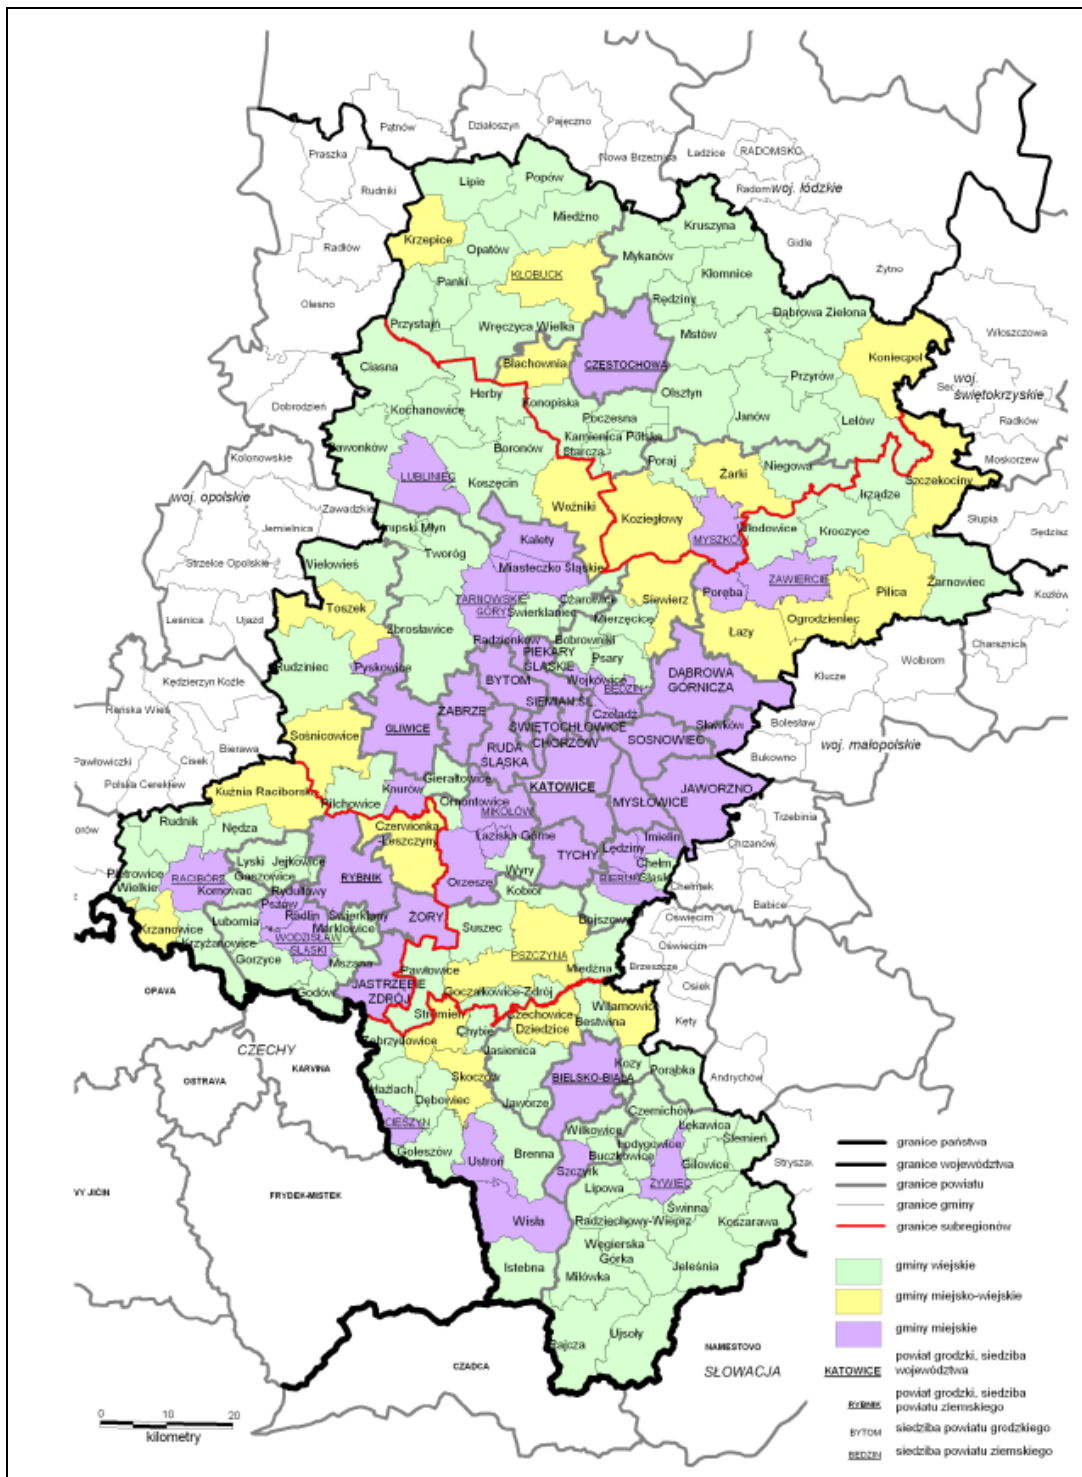 Pątnów
Działoszyn
Pajęczno
Praszka
Nowa Brzeźnica
Ładzice
RADOMSKO
Rudniki
Lipie
Popów
Radom
woj. łódzkie
Miedźno
Kruszyna
Krzepice
Radłów
Opatów
Mykanów
Gidle
Żytno
KŁOBUCK
Kłomnice
Panki
Olesno
Rędziny
Dąbrowa Zielona
Przystajń
Wręczyca Wielka
Mstów
Włoszczowa
Koniecpol
Ciasna
Blachownia
CZĘSTOCHOWA
Przyrów
woj.
świętokrzyskie
Herby
Olsztyn
Dobrodzień
Kochanowice
Konopiska
Poczesna
Janów
Lelów
Radków
Kamienica Polska
Starcza
Boronów
Pawonków
Kolonowskie
Poraj
Żarki
Niegowa
Moskorzew
LUBLINIEC
Koszęcin
Szczekociny
woj. opolskie
Zawadzkie
Woźniki
Koziegłowy
Irządze
Słupia
Jemielnica
Krupski Młyn
Kalety
MYSZKÓW
Włodowice
Kroczyce
Sędzisz
Strzelce Opolskie
Wielowieś
Tworóg
Miasteczko Śląskie
ZAWIERCIE
Żarnowiec
Poręba
Pilica
Kozłów
Toszek
TARNOWSKIE
GÓRY
Świerklaniec
Ożarowice
Siewierz
Mierzęcice
Leśnica
Ujazd
Ogrodzieniec
Zbrosławice
Radzionków
Bobrowniki
Łazy
Charsznica
PIEKARY
ŚLĄSKIE
Psary
Rudziniec
Pyskowice
Wolbrom
Klucze
Kędzierzyn Koźle
BYTOM
Wojkowice
BĘDZIN
DĄBROWA
GÓRNICZA
SIEMIAN.ŚL.
Reńska Wieś
ZABRZE
Czeladź
GLIWICE
Sławków
Bolesław
ŚWIĘTOCHŁOWICE
CHORZÓW
Sośnicowice
SOSNOWIEC
woj. małopolskie
Bierawa
RUDA
ŚLĄSKA
Pawłowiczki
Cisek
Bukowno
Polska Cerekiew
Gierałtowice
KATOWICE
Kuźnia Raciborska
Pilchowice
Knurów
JAWORZNO
Ornontowice
MYSŁOWICE
MIKOŁÓW
Trzebinia
Rudnik
Nędza
Czerwionka
-Leszczyny
Łaziska Górne
Imielin
Chrzanów
Lędziny
TYCHY
Chełm
Śląski
Lyski
Jejkowice
Pietrowice
Wielkie
RACIBÓRZ
Gaszowice
RYBNIK
Orzesze
Wyry
BIERUŃ
Chełmek
Kornowac
Rydułtowy
Kobiór
Babice
Pszów
Lubomia
Radlin
Świerklany
ŻORY
Bojszowy
Oświęcim
Krzanowice
Marklowice
Suszec
WODZISŁAW
ŚLĄSKI
Krzyżanowice
PSZCZYNA
Oświęcim
Gorzyce
Mszana
Pawłowice
Miedźna
Brzeszcze
JASTRZĘBIE
ZDRÓJ
Goczałkowice-Zdrój
Osiek
OPAVA
Godów
Strumień
Wilamowice
Czechowice
Dziedzice
Bestwina
Kęty
Chybie
Zebrzydowice
CZECHY
Jasienica
KARVINA
Kozy
OSTRAVA
Skoczów
BIELSKO-BIAŁA
Porąbka
Andrychów
Hażlach
Dębowiec
Jaworze
Czernichów
CIESZYN
Łękawica
Wilkowice
Ślemień
granice państwa
Łodygowice
Goleszów
Brenna
Buczkowice
Ustroń
Szczyrk
Gilowice
Stryszaw
granice województwa
ŻYWIEC
granice powiatu
VY JIČIN
FRYDEK-MISTEK
Lipowa
granice gminy
Świnna
Wisła
Radziechowy-Wieprz
Koszarawa
granice subregionów
Węgierska
Górka
Istebna
Jeleśnia
gminy wiejskie
Milówka
gminy miejsko-wiejskie
Ujsoły
gminy miejskie
Rajcza
NAMESTOVO
CZADCA
SŁOWACJA
KATOWICE
powiat grodzki, siedziba
województwa
RYBNIK
powiat grodzki, siedziba
powiatu ziemskiego
0 10 20
BYTOM
siedziba powiatu grodzkiego
kilometry
BĘDZIN
siedziba powiatu ziemskiego